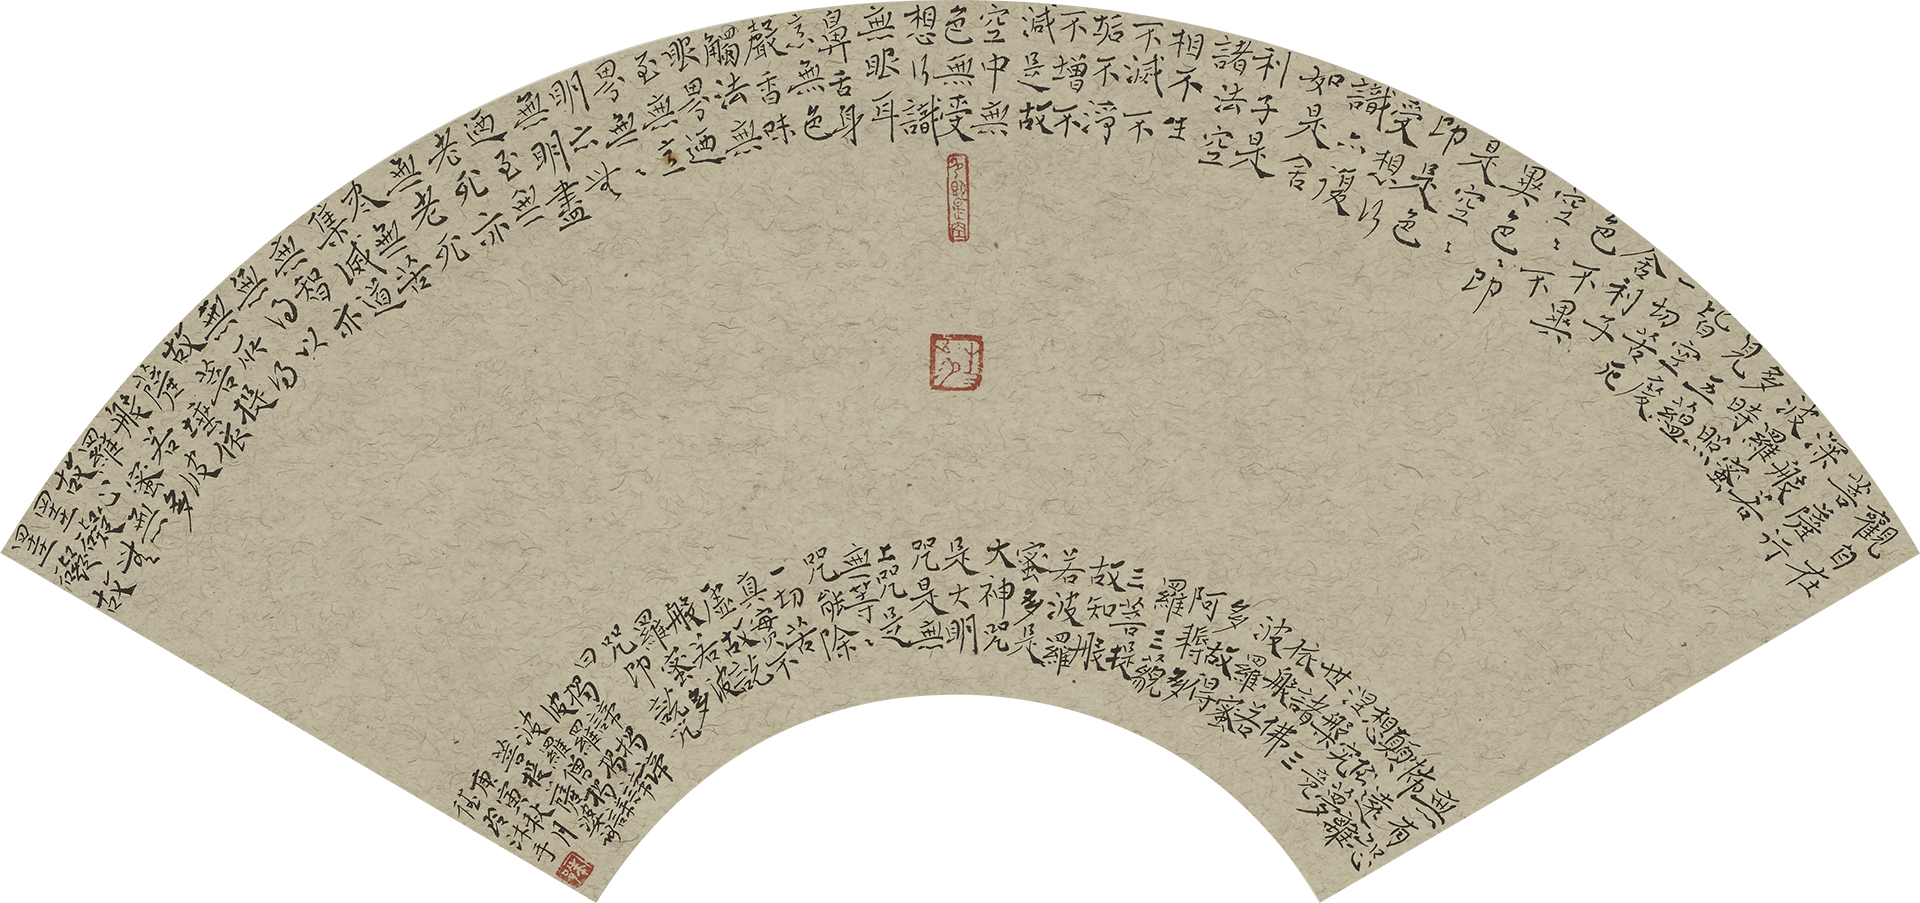 觀自在
菩薩行
深般若
波羅蜜
多時照
見五蘊
皆空度
一切苦厄
舍利子
色不異
空〻不
異色〻即
是空〻
即是色
受想行
識亦復
如是舍
利子是
諸法空
相不生
不滅不
垢不淨
不增不
減是故
空中無
色無受
想行識
無眼耳
鼻舌身
意無色
聲香味
觸法無
眼界迺
至無意
界無〻
明亦無
無明盡
迺至無
老死亦
無老死
盡無苦
集滅道
無智亦
無得以
無所得
故菩提
薩埵依
般若波
羅蜜多
故心無
罣礙無
罣礙故
無有恐
怖遠離
顛倒夢
想究竟
涅槃三
世諸佛
依般若
波羅蜜
多故得
阿耨多
羅三藐
三菩提
故知般
若波羅
蜜多是
大神咒
是大明
咒是無
上咒是
無等〻
咒能除
一切苦
真實不
虛故說
般若波
羅蜜多
咒即說咒
曰揭諦揭諦
波羅揭諦
波羅僧揭諦
菩提薩婆訶
庚寅秋月
玲沐手
色即是空